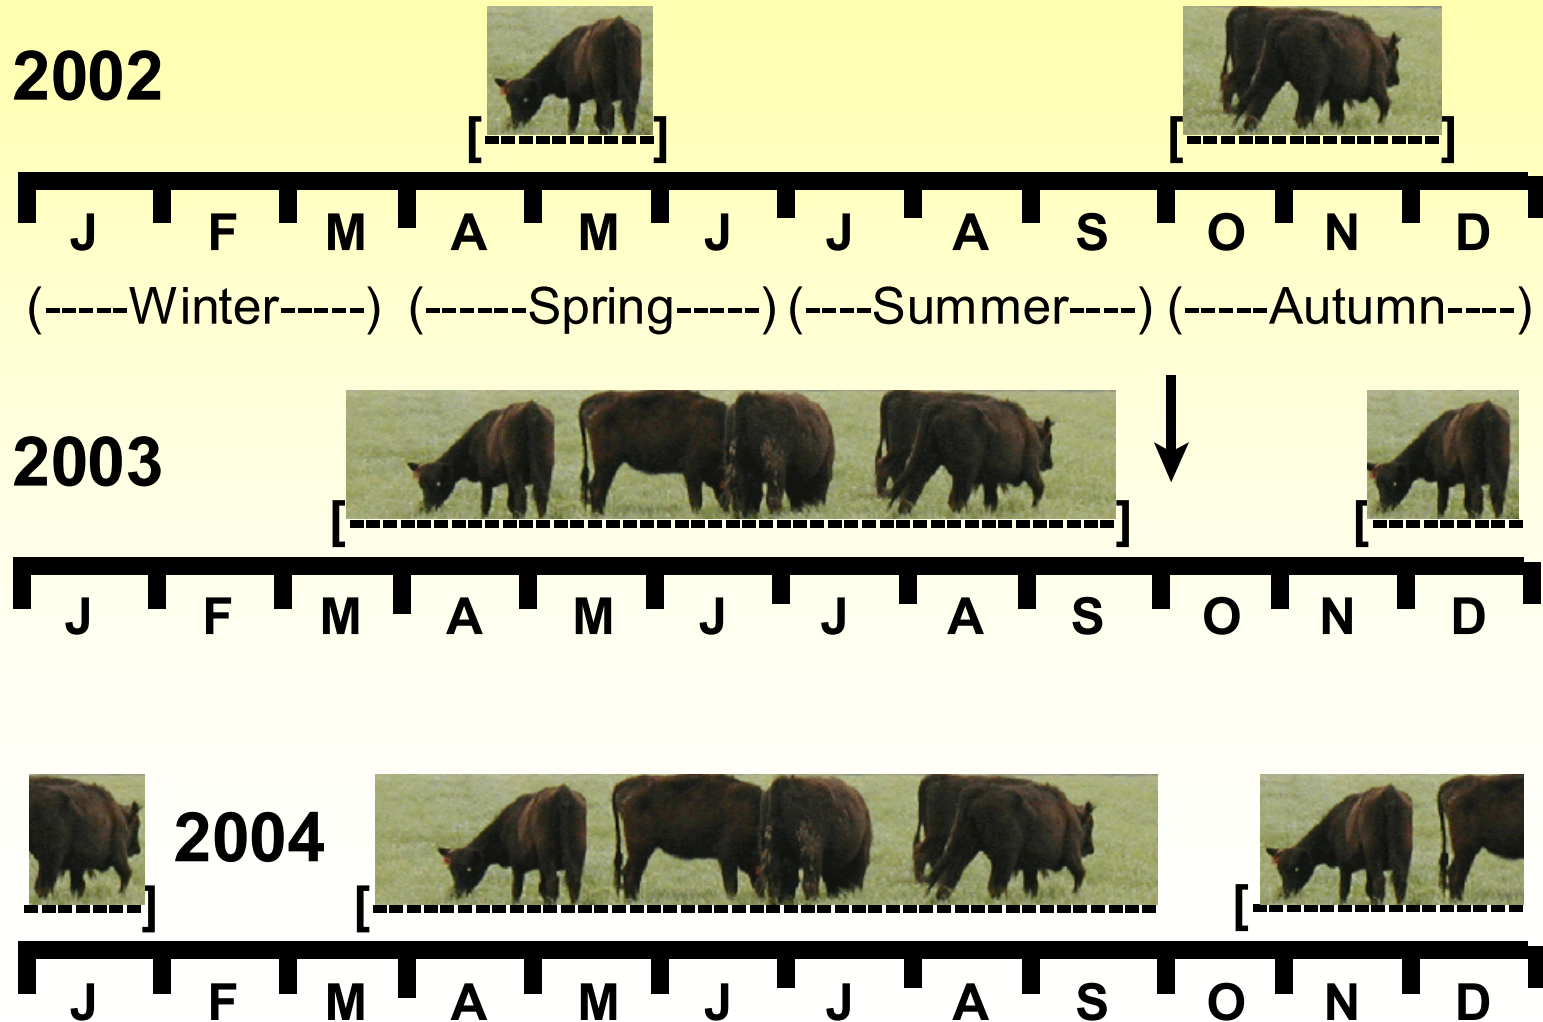 2002
[----------] [---------------]
J F M A M J J A S O N D
(-----Winter-----) (------Spring-----) (----Summer----) (-----Autumn----)
2003
[---------------------------------------------] [---------
J F M A M J J A S O N D
2004
-------] [---------------------------------------------- [----------------
J F M A M J J A S O N D